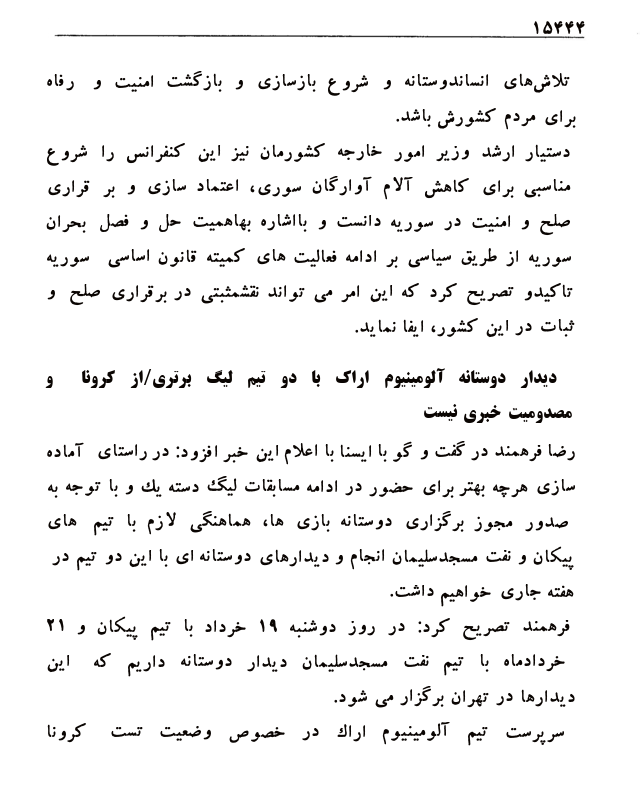 ۱۵۴۴۴
تلاش‌های انساندوستانه و شروع بازسازی و بازگشت امنیت و رفاه
برای مردم کشورش باشد.
دستیار ارشد وزیر امور خارجه کشورمان نیز این کنفرانس را شروع
مناسبی برای کاهش آلام آوارگان سوری، اعتماد سازی و بر قراری
صلح و امنیت در سوریه دانست و بااشاره بهاهمیت حل و فصل بحران
سوریه از طریق سیاسی بر ادامه فعالیت های کمیته قانون اساسی سوریه
تاکیدو تصریح کرد که این امر می تواند نقشمثبتی در برقراری صلح و
ثبات در این کشور، ایفا نماید.
دیدار دوستانه آلومینیوم اراک با دو تیم لیگ برتری/از کرونا و
مصدومیت خبری نیست
رضا فرهمند در گفت و گو با ایسنا با اعلام این خبر افزود: در راستای آماده
سازی هرچه بهتر برای حضور در ادامه مسابقات لیگ دسته یك و با توجه به
صدور مجوز برگزاری دوستانه بازی ها، هماهنگی لازم با تیم های
پیکان و نفت مسجدسلیمان انجام و دیدارهای دوستانه ای با این دو تیم در
هفته جاری خواهیم داشت.
فرهمند تصریح کرد: در روز دوشنبه ۱۹ خرداد با تیم پیکان و ۲۱
خردادماه با تیم نفت مسجدسلیمان دیدار دوستانه داریم که این
دیدارها در تهران برگزار می شود.
سرپرست تیم آلومینیوم اراك در خصوص وضعیت تست کرونا